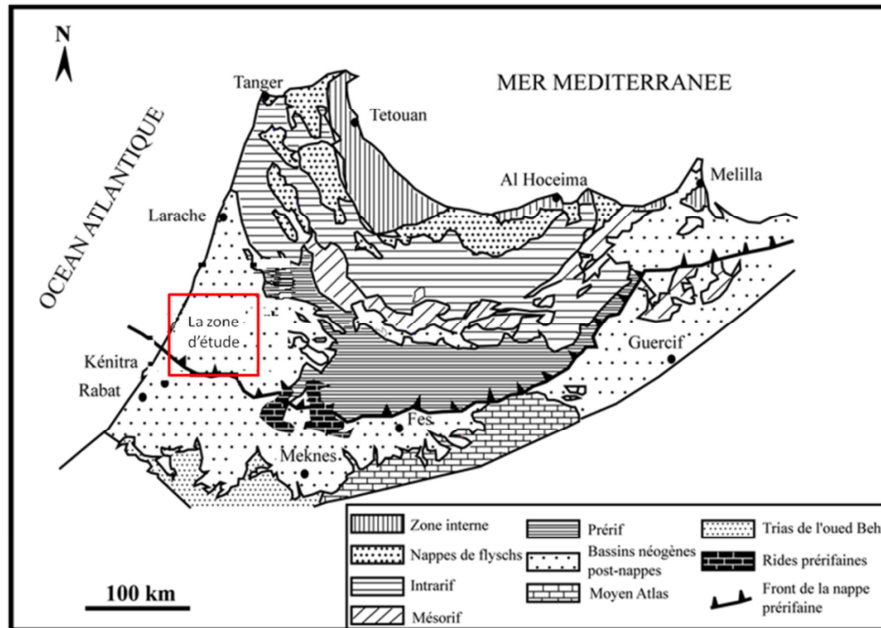 N
Tanger
MER MEDITERRANEE
Tetouan
OCEAN ATLANTIQUE
Al Hoceima
Melilla
Larache
La zone
d'étude
Kénitra
Guercif
Rabat
Fes
Meknes
100 km
Zone interne
Nappes de flyschs
Intrarif
Mésorif
Prérif
Bassins néogènes
post-nappes
Moyen Atlas
Trias de l'oued Beh
Rides prérifaines
Front de la nappe
prérifaine